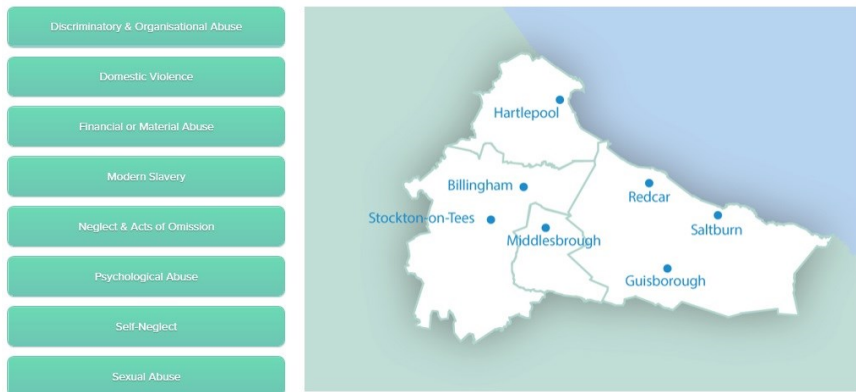 Discriminatory & Organisational Abuse
Domestic Violence
Financial or Material Abuse
Modern Slavery
Neglect & Acts of Omission
Psychological Abuse
Self-Neglect
Sexual Abuse
Hartlepool
Billingham
Redcar
Stockton-on-Tees
Saltburn
Middlesbrough
Guisborough